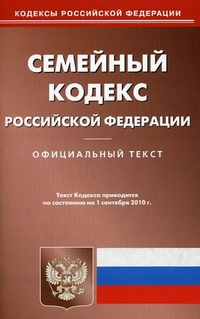 КОДЕКСЫ РОССИЙСКОЙ ФЕДЕРАЦИИ
СЕМЕЙНЫЙ
КОДЕКС
РОССИЙСКОЙ ФЕДЕРАЦИИ
ОФИЦИАЛЬНЫЙ ТЕКСТ
Текст Кодекса приводится
по состоянию на 1 сентября 2010 г.